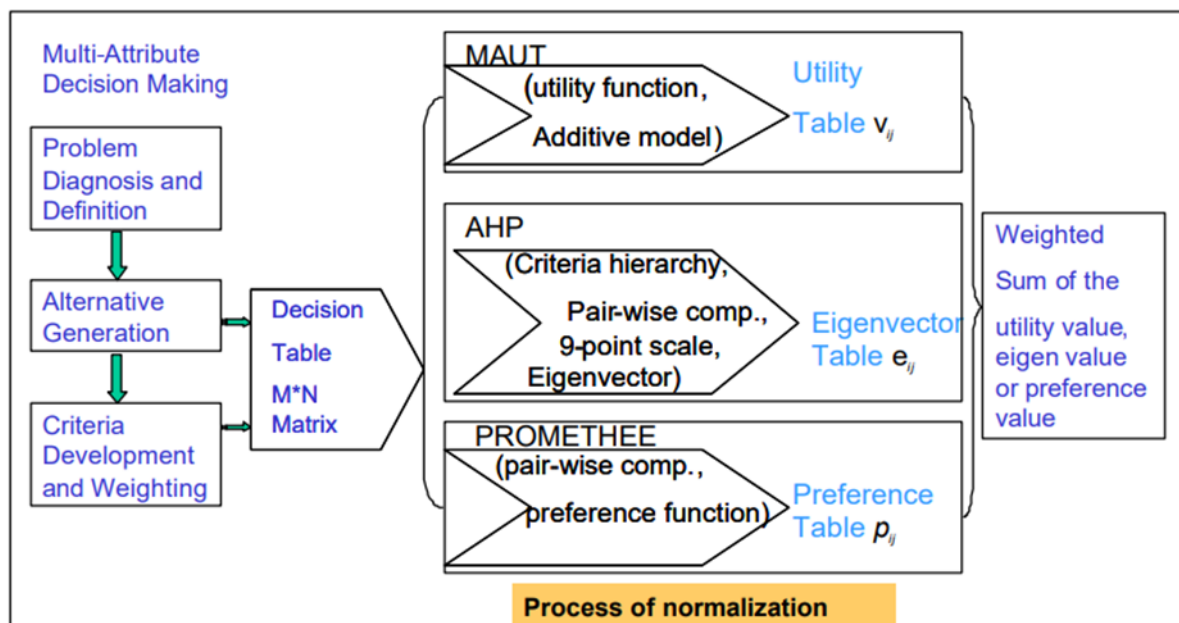 Multi-Attribute
Decision Making
Problem
Diagnosis and
Definition
Alternative
Generation
Criteria
Development
and Weighting
Decision
Table
M*N
Matrix
MAUT
(utility function,
Additive model)
Utility
Table v_ij
AHP
(Criteria hierarchy,
Pair-wise comp.,
9-point scale,
Eigenvector)
Eigenvector
Table e_ij
PROMETHEE
(pair-wise comp.,
preference function)
Preference
Table p_ij
Weighted
Sum of the
utility value,
eigen value
or preference
value
Process of normalization